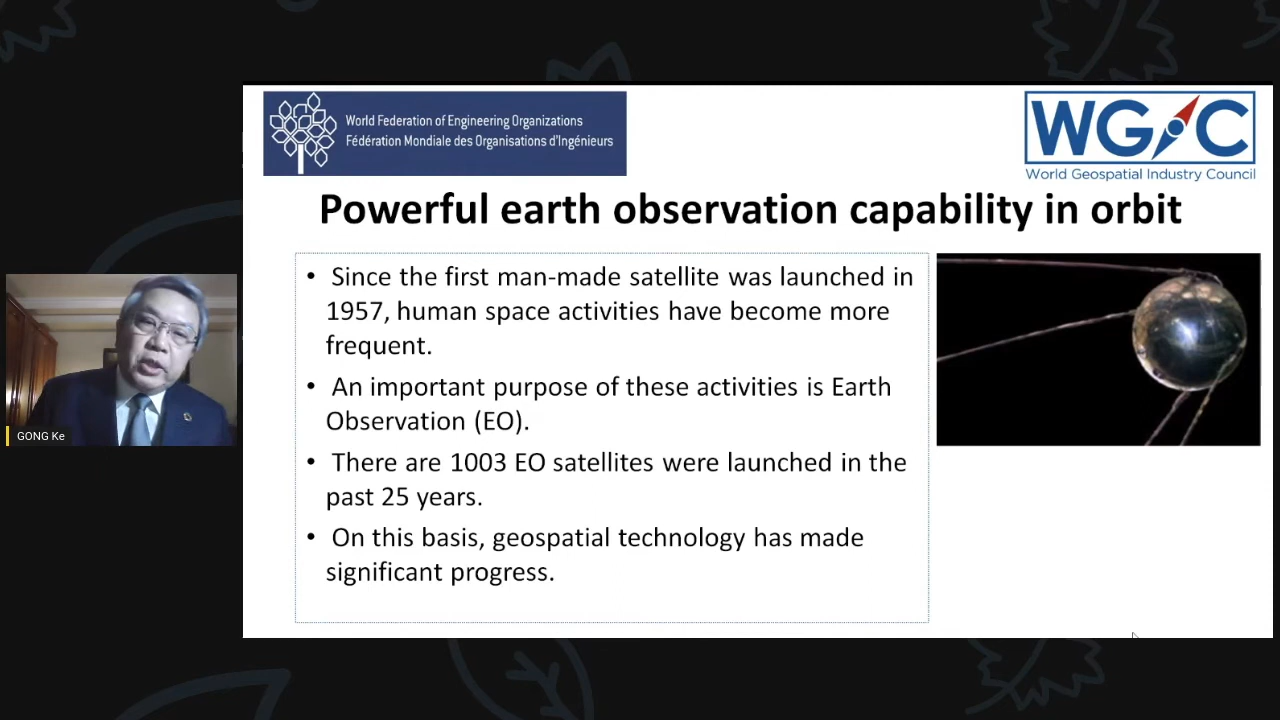 World Federation of Engineering Organizations
Fédération Mondiale des Organisations d'Ingénieurs
WGIC
World Geospatial Industry Council
Powerful earth observation capability in orbit
• Since the first man-made satellite was launched in
1957, human space activities have become more
frequent.
• An important purpose of these activities is Earth
Observation (EO).
• There are 1003 EO satellites were launched in the
past 25 years.
• On this basis, geospatial technology has made
significant progress.
GONG Ke